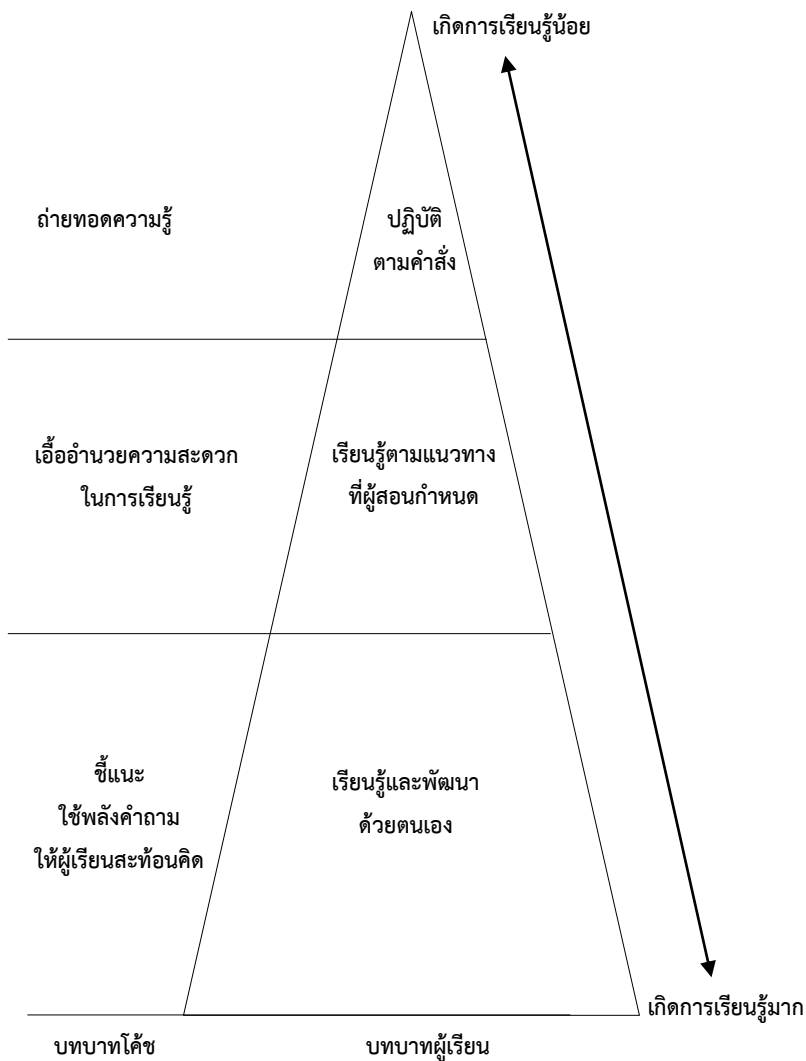 เกิดการเรียนรู้น้อย
ถ่ายทอดความรู้
ปฏิบัติ
ตามคำสั่ง
เอื้ออำนวยความสะดวก
ในการเรียนรู้
เรียนรู้ตามแนวทาง
ที่ผู้สอนกำหนด
ชี้แนะ
ใช้พลังคำถาม
ให้ผู้เรียนสะท้อนคิด
เรียนรู้และพัฒนา
ด้วยตนเอง
เกิดการเรียนรู้มาก
บทบาทโค้ช
บทบาทผู้เรียน